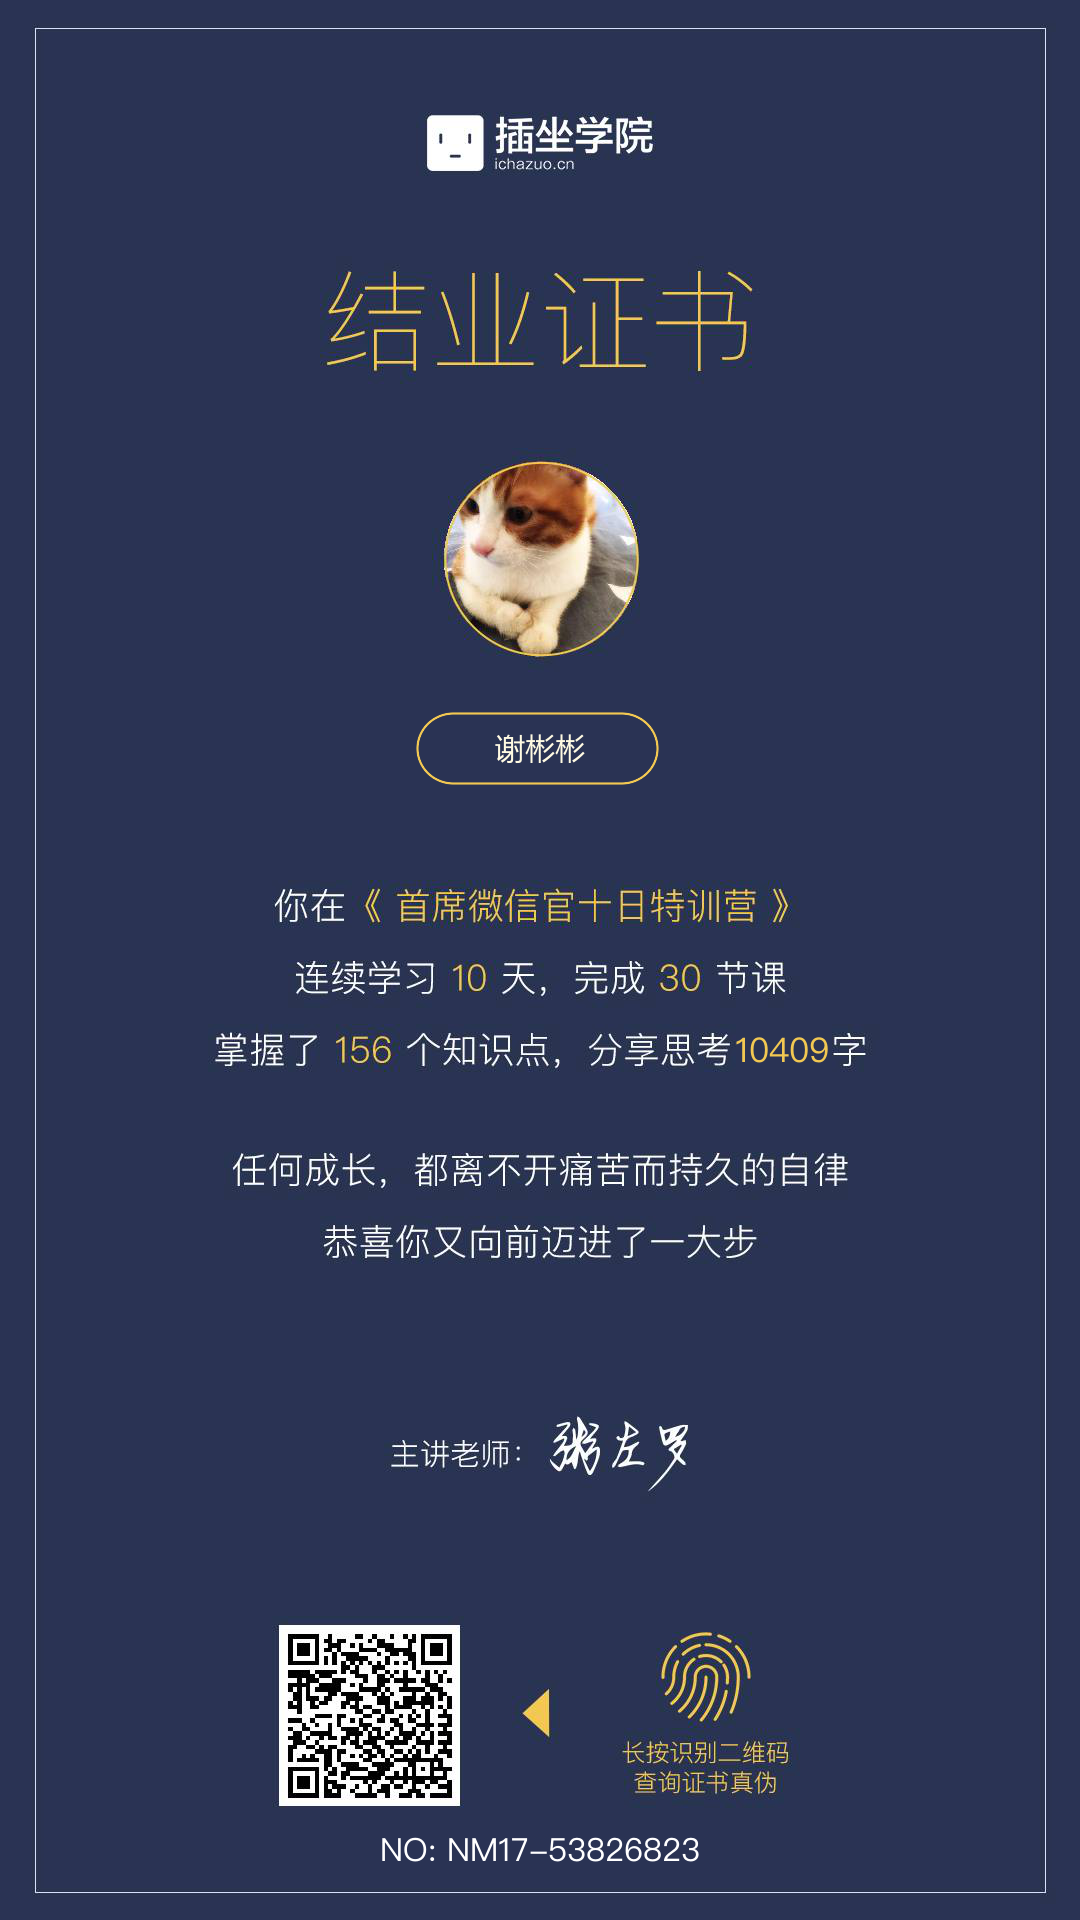 插坐学院
ichazuo.cn
结业证书
谢彬彬
你在《 首席微信官十日特训营 》
连续学习 10 天，完成 30 节课
掌握了 156 个知识点，分享思考10409字
任何成长，都离不开痛苦而持久的自律
恭喜你又向前迈进了一大步
主讲老师：粥左罗
长按识别二维码
查询证书真伪
NO: NM17-53826823